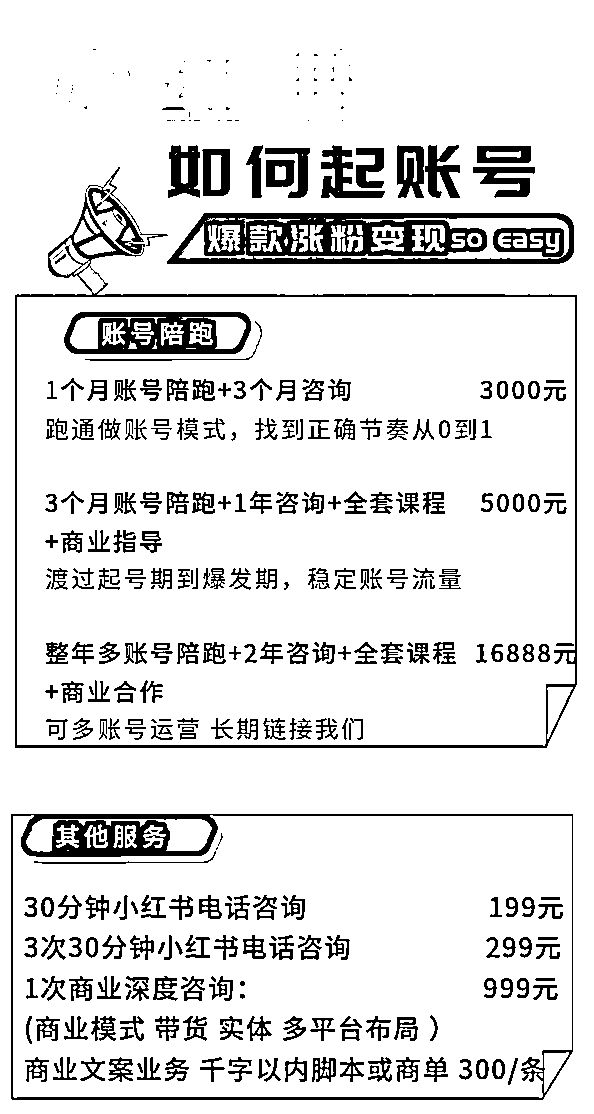 如何起账号
爆款涨粉变现so easy
账号陪跑
1个月账号陪跑+3个月咨询 3000元
跑通做账号模式，找到正确节奏从0到1
3个月账号陪跑+1年咨询+全套课程 5000元
+商业指导
渡过起号期到爆发期，稳定账号流量
整年多账号陪跑+2年咨询+全套课程 16888元
+商业合作
可多账号运营 长期链接我们
其他服务
30分钟小红书电话咨询 199元
3次30分钟小红书电话咨询 299元
1次商业深度咨询： 999元
(商业模式 带货 实体 多平台布局 )
商业文案业务 千字以内脚本或商单 300/条